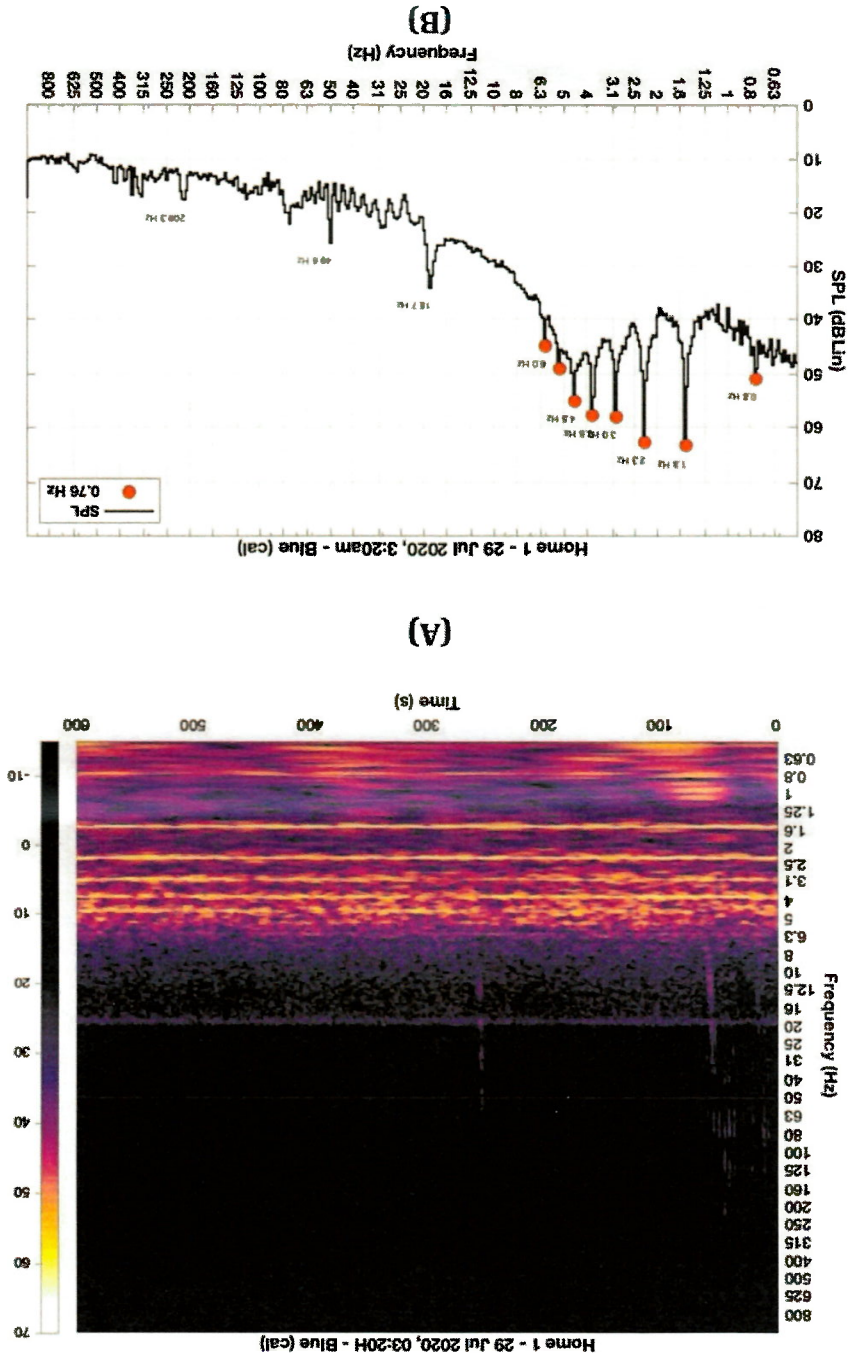 Home 1 - 29 Jul 2020, 03:20H - Blue (cal)
Frequency (Hz)
800
625
500
400
315
250
200
160
125
100
80
63
50
40
31
25
20
16
12.5
10
8
6.3
5
4
3.1
2.5
2
1.6
1.25
1
0.8
0.63
0 100 200 300 400 500 600
Time (s)
70
60
50
40
30
20
10
0
-10
(A)
Home 1 - 29 Jul 2020, 3:20am - Blue (cal)
SPL
0.76 Hz
SPL (dBLin)
80
70
60
50
40
30
20
10
0
0.8 Hz
2.3 Hz
4.5 Hz
6.0 Hz
18.7 Hz
49.6 Hz
209.3 Hz
0.63 0.8 1 1.25 1.6 2 2.5 3.1 4 5 6.3 8 10 12.5 16 20 25 31 40 50 63 80 100 125 160 200 250 315 400 500 625 800
Frequency (Hz)
(B)